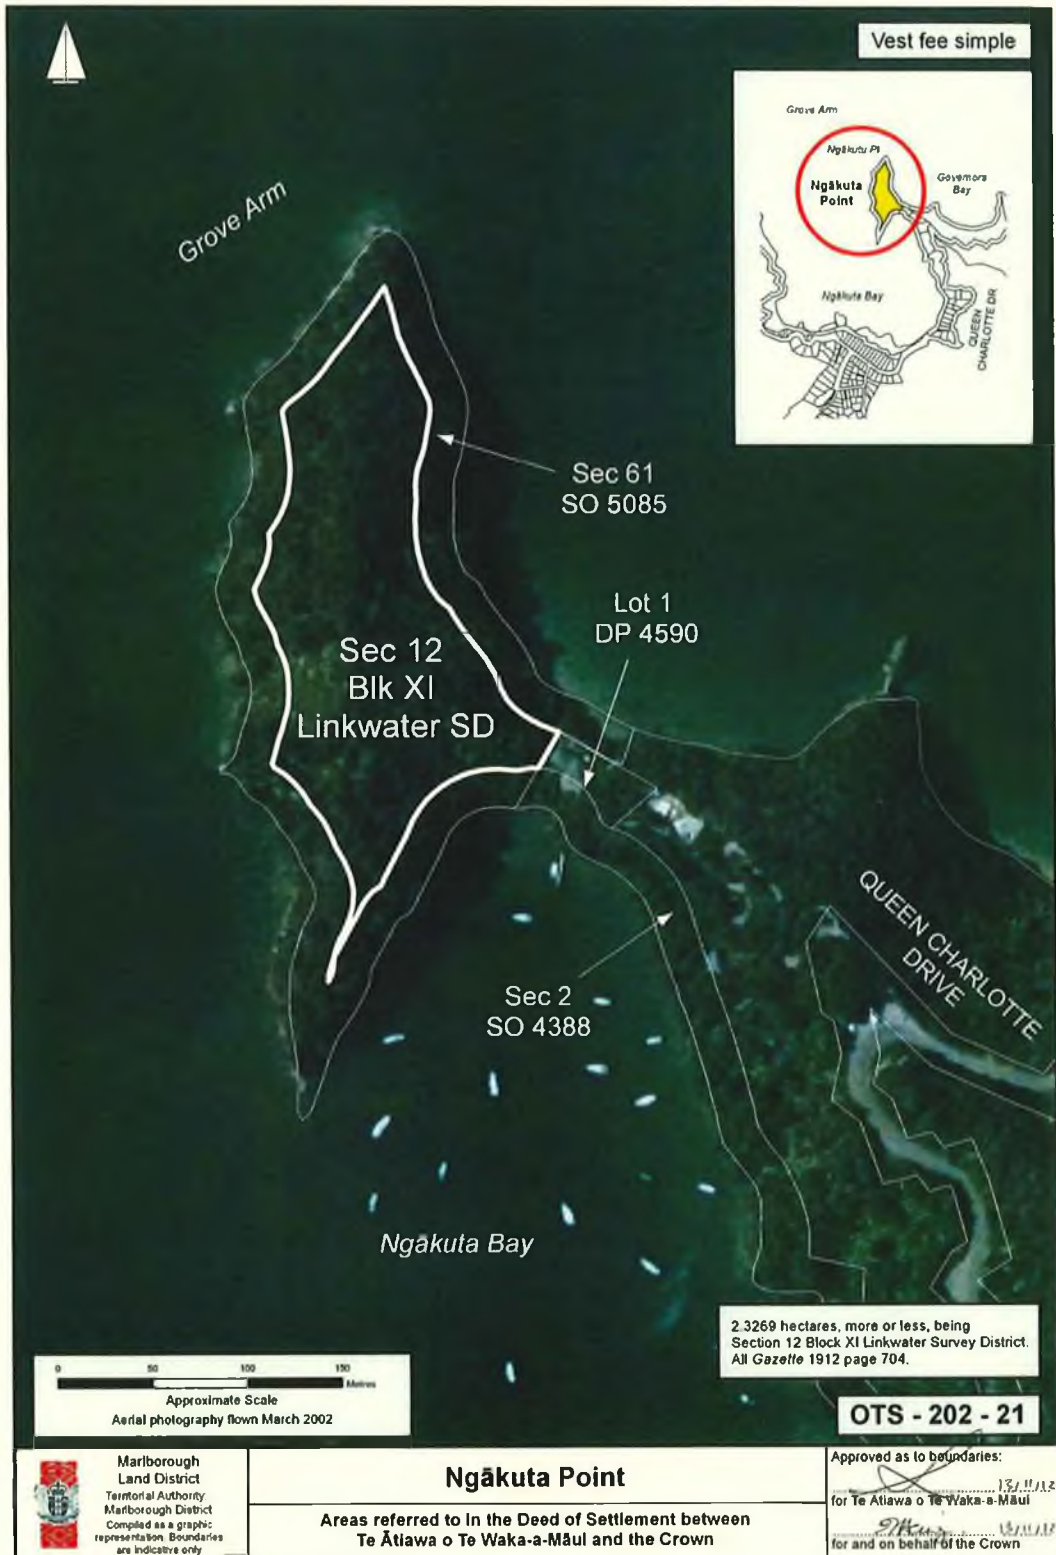 Vest fee simple
Grove Arm
Ngākutu Pt
Ngākuta
Point
Governors
Bay
Ngākuta Bay
QUEEN
CHARLOTTE DR
Grove Arm
Sec 61
SO 5085
Lot 1
DP 4590
Sec 12
Blk XI
Linkwater SD
QUEEN CHARLOTTE
DRIVE
Sec 2
SO 4388
Ngakuta Bay
2.3269 hectares, more or less, being
Section 12 Block XI Linkwater Survey District.
All Gazette 1912 page 704.
0 50 100 150
Metres
Approximate Scale
Aerial photography flown March 2002
OTS - 202 - 21
Marlborough
Land District
Territorial Authority:
Marlborough District
Compiled as a graphic
representation. Boundaries
are indicative only
Ngākuta Point
Areas referred to in the Deed of Settlement between
Te Ātiawa o Te Waka-a-Māui and the Crown
Approved as to boundaries:
13/11/12
for Te Atiawa o Te Waka-a-Māui
13/11/12
for and on behalf of the Crown